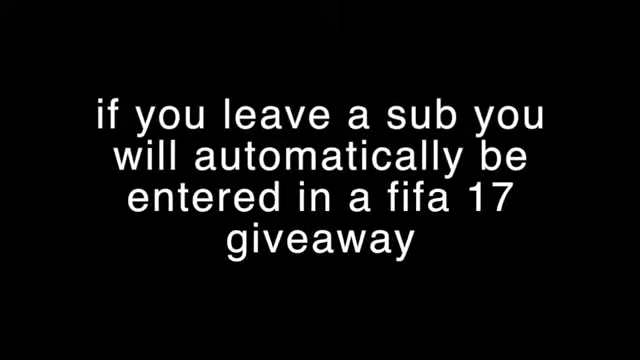 if you leave a sub you
will automatically be
entered in a fifa 17
giveaway